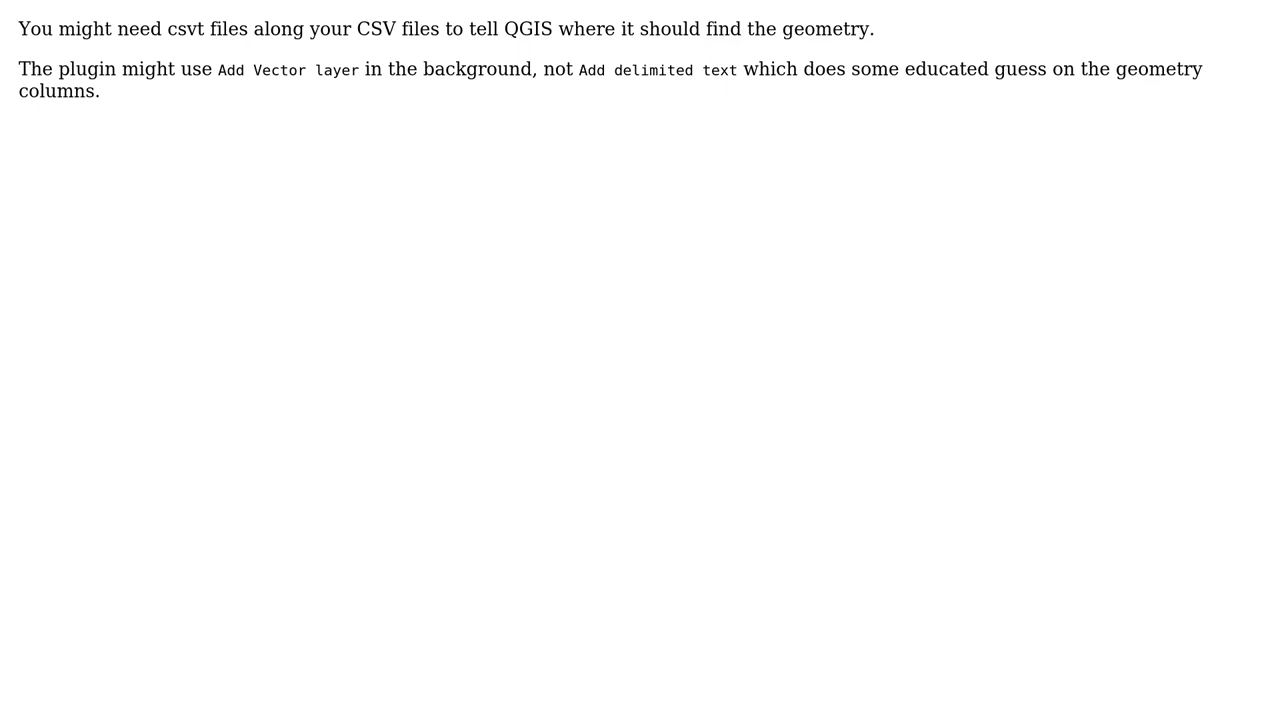 You might need csvt files along your CSV files to tell QGIS where it should find the geometry.
The plugin might use Add Vector layer in the background, not Add delimited text which does some educated guess on the geometry
columns.